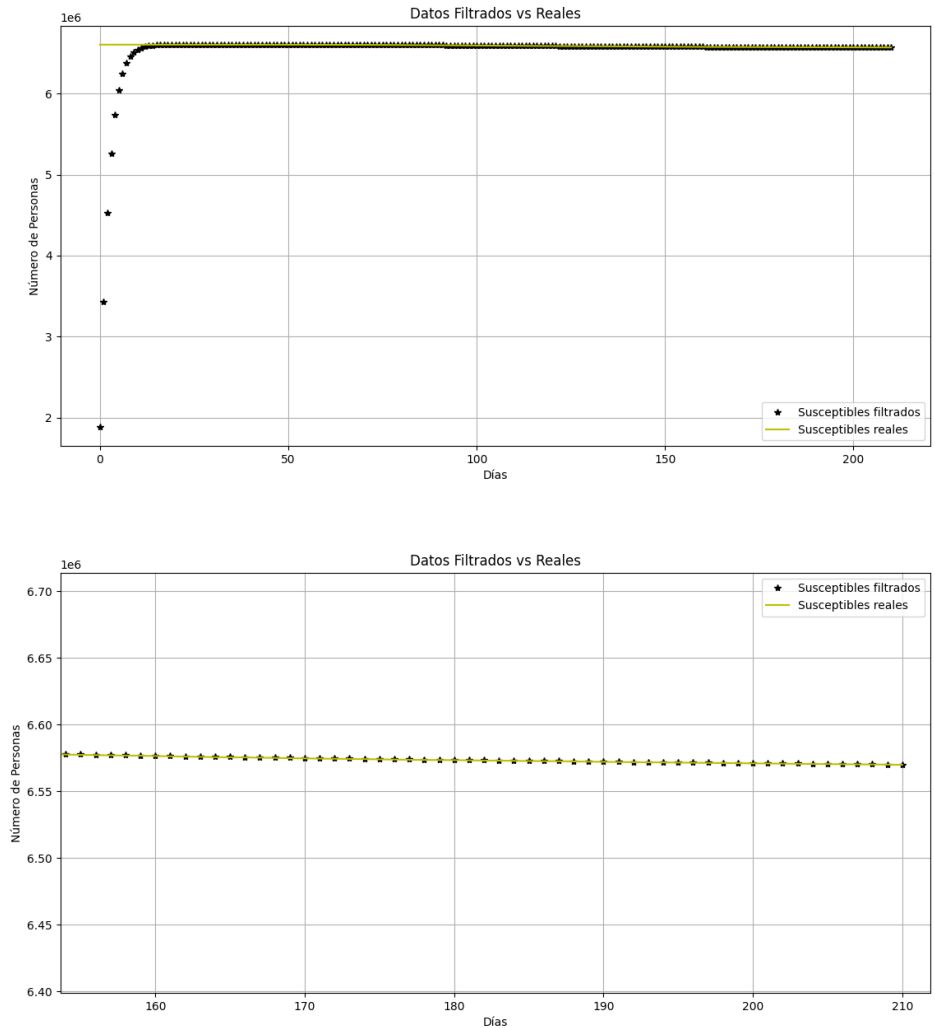 Datos Filtrados vs Reales
1e6
6
5
4
3
2
Número de Personas
Susceptibles filtrados
Susceptibles reales
0 50 100 150 200
Días
Datos Filtrados vs Reales
1e6
6.70
6.65
6.60
6.55
6.50
6.45
6.40
Número de Personas
Susceptibles filtrados
Susceptibles reales
160 170 180 190 200 210
Días